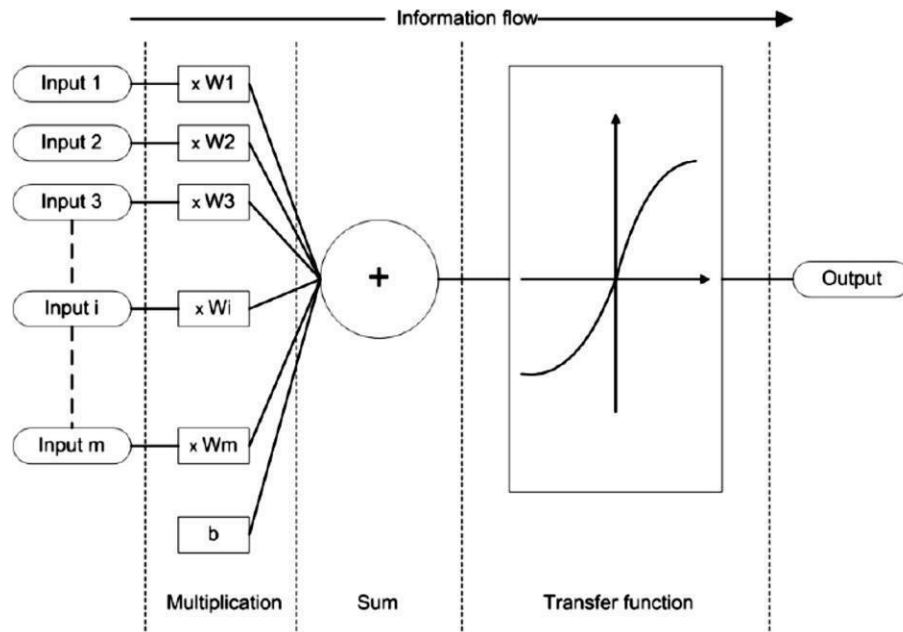 Information flow
Input 1
x W1
Input 2
x W2
Input 3
x W3
Input i
x Wi
+
Output
Input m
x Wm
b
Multiplication
Sum
Transfer function